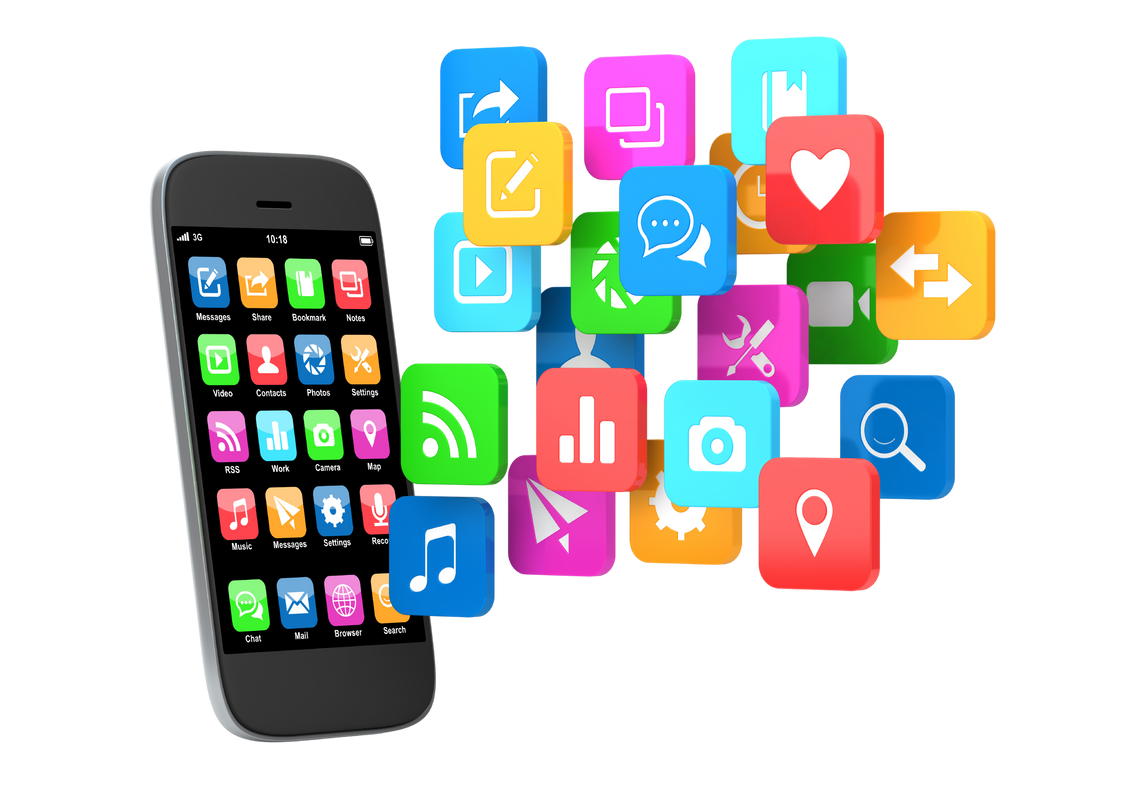 3G 10:18
Messages Share Bookmark Notes
Video Contacts Photos Settings
RSS Work Camera Map
Music Messages Settings Reco
Chat Mail Browser Search